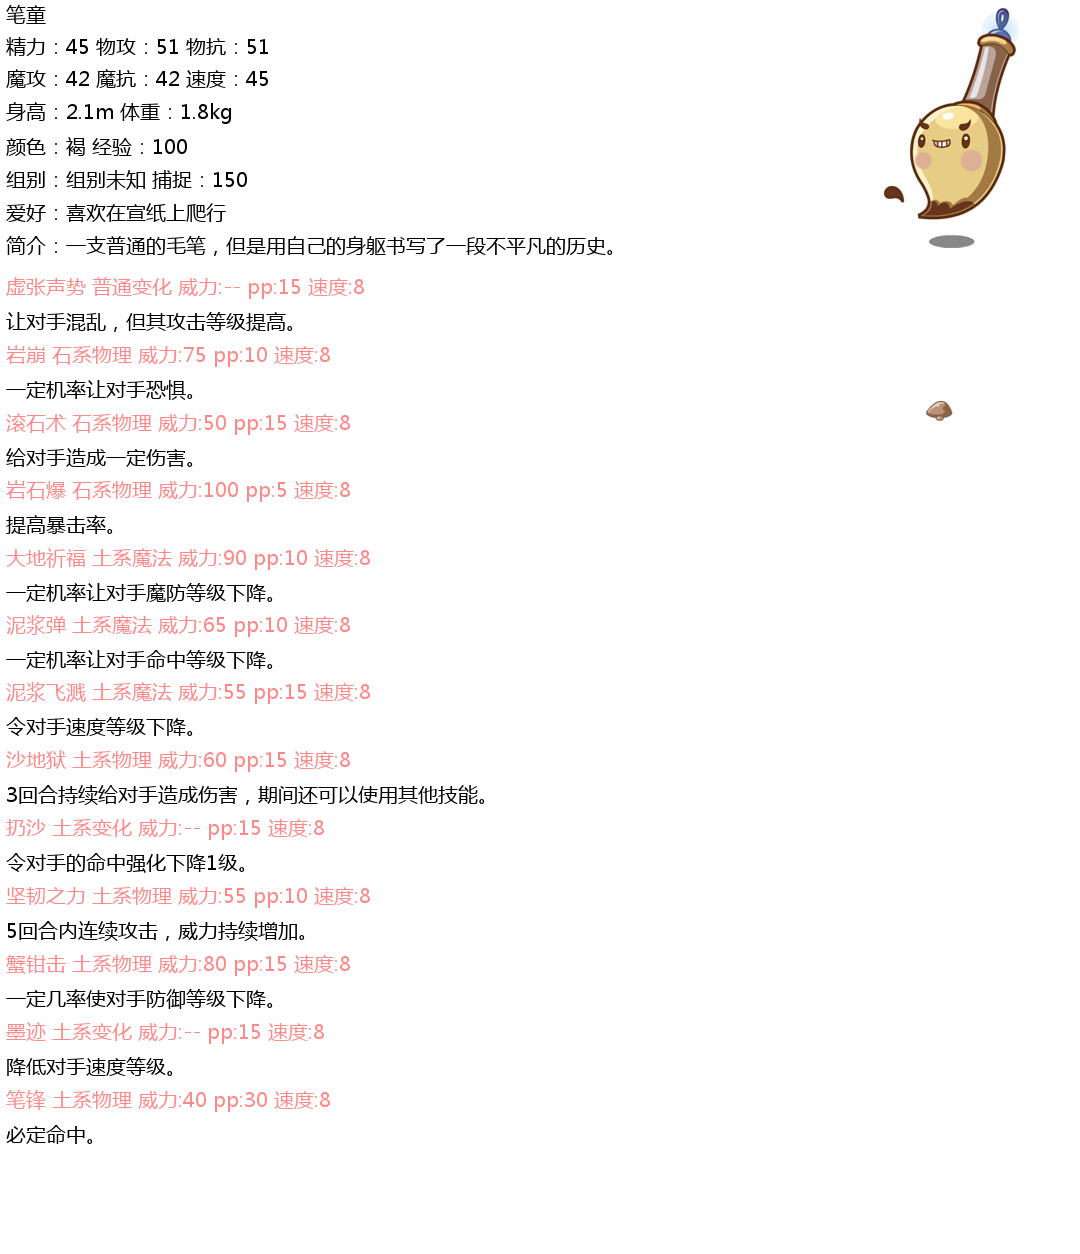 笔童
精力：45 物攻：51 物抗：51
魔攻：42 魔抗：42 速度：45
身高：2.1m 体重：1.8kg
颜色：褐 经验：100
组别：组别未知 捕捉：150
爱好：喜欢在宣纸上爬行
简介：一支普通的毛笔，但是用自己的身躯书写了一段不平凡的历史。
虚张声势 普通变化 威力:-- pp:15 速度:8
让对手混乱，但其攻击等级提高。
岩崩 石系物理 威力:75 pp:10 速度:8
一定机率让对手恐惧。
滚石术 石系物理 威力:50 pp:15 速度:8
给对手造成一定伤害。
岩石爆 石系物理 威力:100 pp:5 速度:8
提高暴击率。
大地祈福 土系魔法 威力:90 pp:10 速度:8
一定机率让对手魔防等级下降。
泥浆弹 土系魔法 威力:65 pp:10 速度:8
一定机率让对手命中等级下降。
泥浆飞溅 土系魔法 威力:55 pp:15 速度:8
令对手速度等级下降。
沙地狱 土系物理 威力:60 pp:15 速度:8
3回合持续给对手造成伤害，期间还可以使用其他技能。
扔沙 土系变化 威力:-- pp:15 速度:8
令对手的命中强化下降1级。
坚韧之力 土系物理 威力:55 pp:10 速度:8
5回合内连续攻击，威力持续增加。
蟹钳击 土系物理 威力:80 pp:15 速度:8
一定几率使对手防御等级下降。
墨迹 土系变化 威力:-- pp:15 速度:8
降低对手速度等级。
笔锋 土系物理 威力:40 pp:30 速度:8
必定命中。